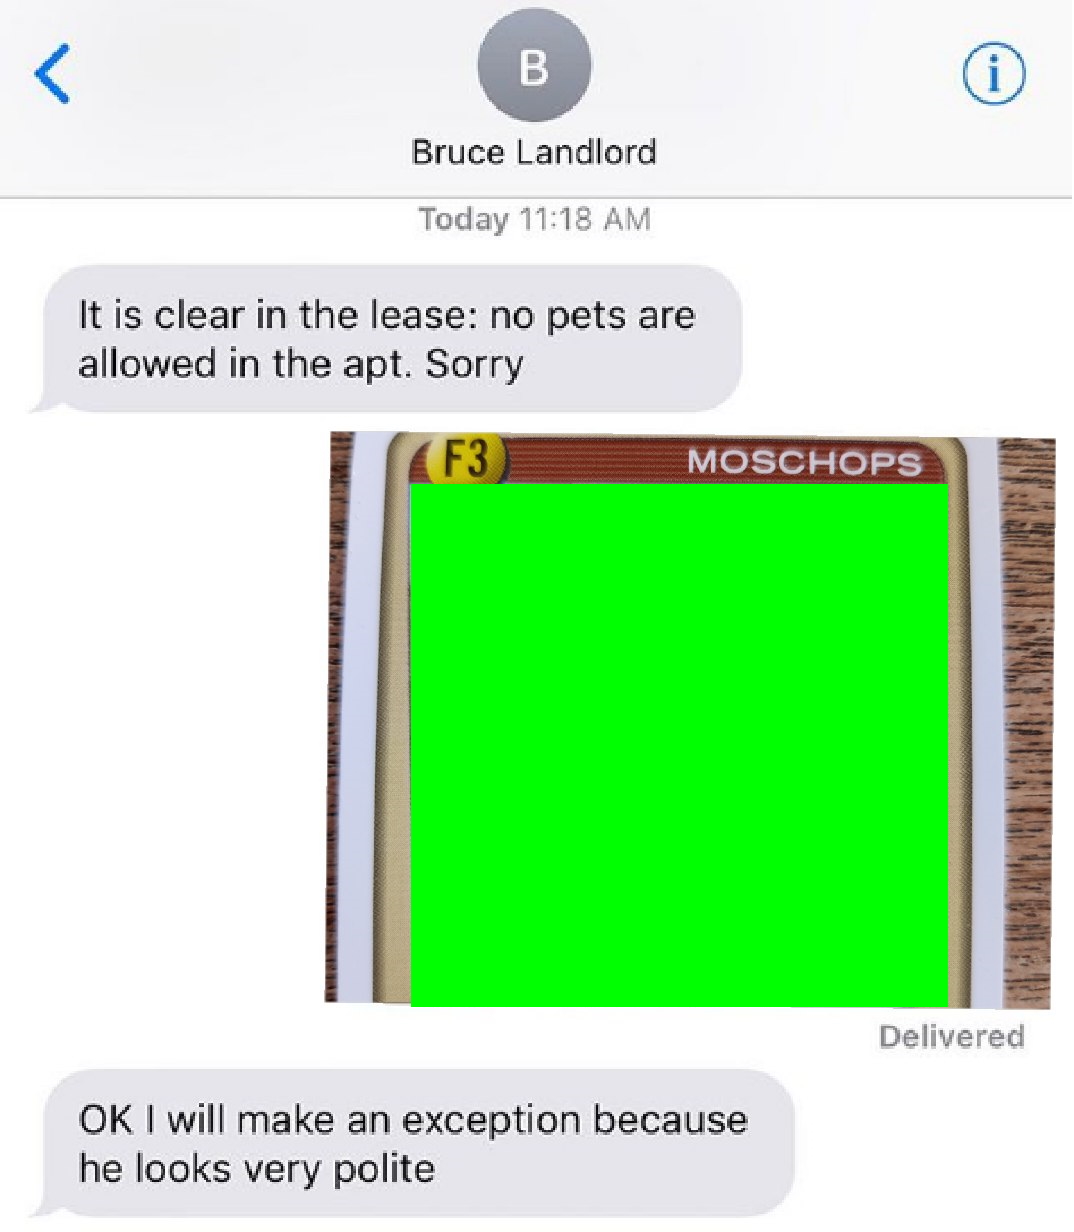 B
Bruce Landlord
Today 11:18 AM
It is clear in the lease: no pets are
allowed in the apt. Sorry
F3 MOSCHOPS
Delivered
OK I will make an exception because
he looks very polite